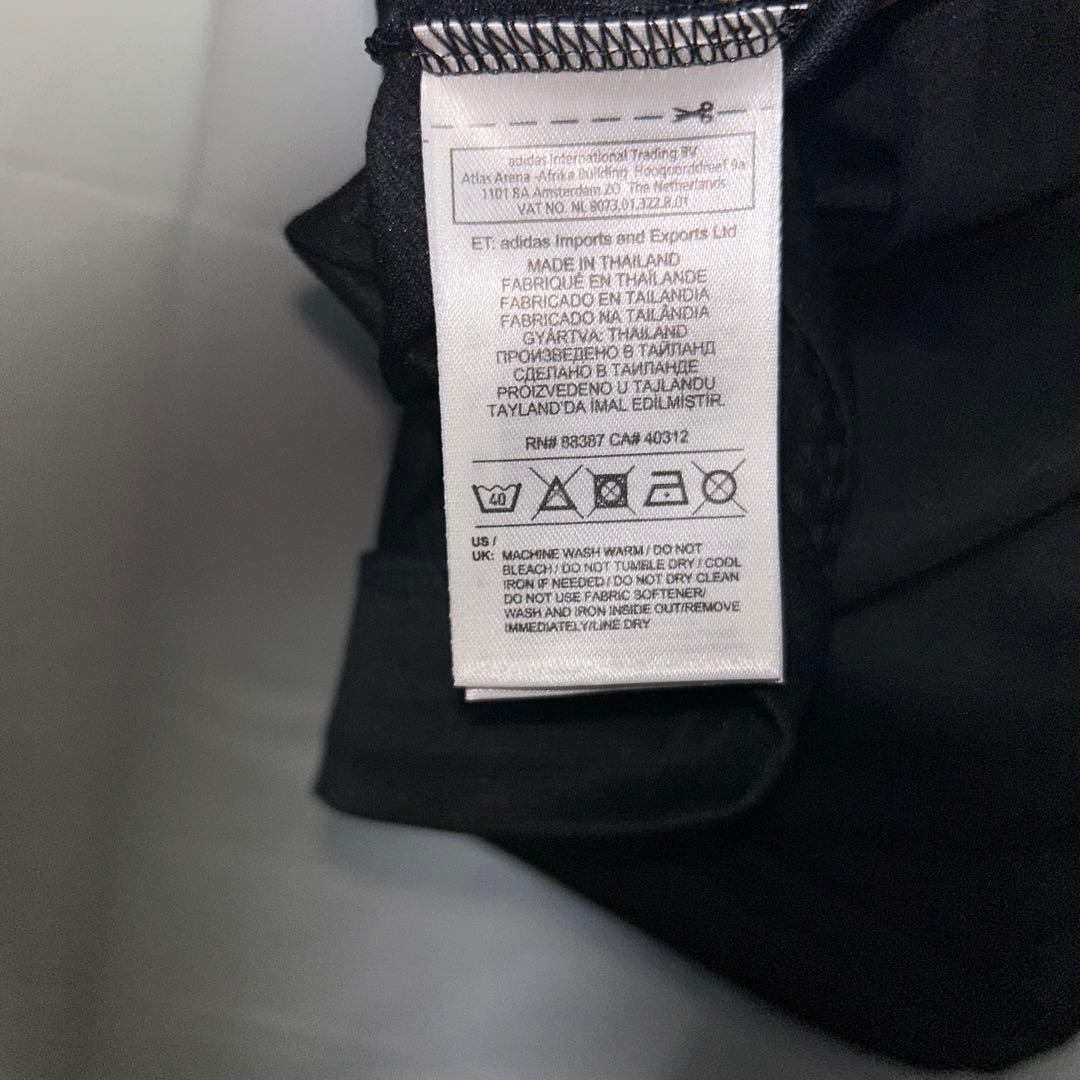 adidas International Trading BV
Atlas Arena -Afrika Building, Hoogoorddreef 9a
1101 BA Amsterdam ZO The Netherlands
VAT NO. NL 8073.01.322.B.01
ET: adidas Imports and Exports Ltd
MADE IN THAILAND
FABRIQUÉ EN THAÏLANDE
FABRICADO EN TAILANDIA
FABRICADO NA TAILÂNDIA
GYÁRTVA: THAILAND
ПРОИЗВЕДЕНО В ТАЙЛАНД
СДЕЛАНО В ТАИЛАНДЕ
PROIZVEDENO U TAJLANDU
TAYLAND'DA İMAL EDİLMİŞTİR.
RN# 88387 CA# 40312
40
US /
UK: MACHINE WASH WARM / DO NOT
BLEACH / DO NOT TUMBLE DRY / COOL
IRON IF NEEDED / DO NOT DRY CLEAN
DO NOT USE FABRIC SOFTENER/
WASH AND IRON INSIDE OUT/REMOVE
IMMEDIATELY/LINE DRY